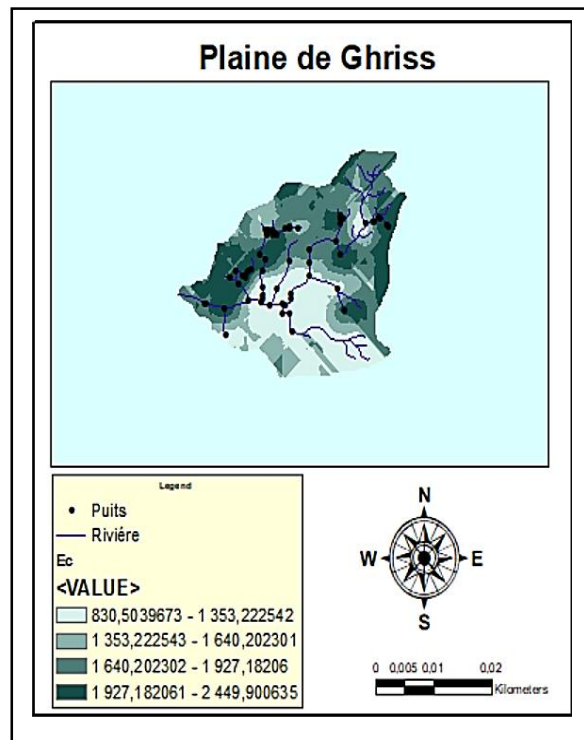 Plaine de Ghriss
Legend
Puits
Riviére
Ec
<VALUE>
830,5039673 - 1 353,222542
1 353,222543 - 1 640,202301
1 640,202302 - 1 927,18206
1 927,182061 - 2 449,900635
N
W E
S
0 0,005 0,01 0,02
Kilometers